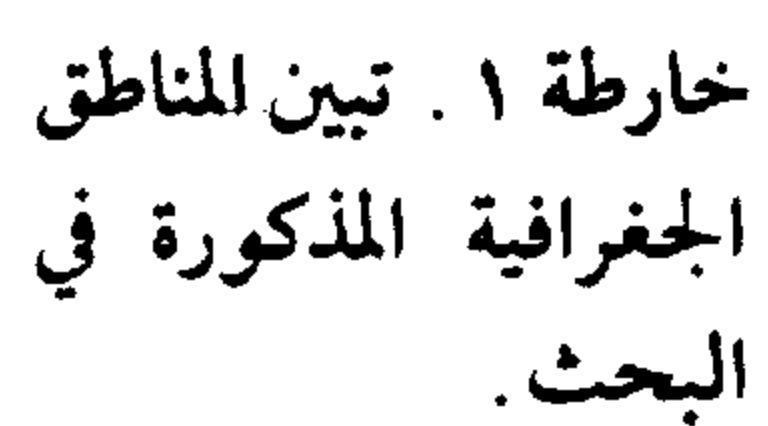 خارطة ١ . تبين المناطق
الجغرافية المذكورة في
البحث .